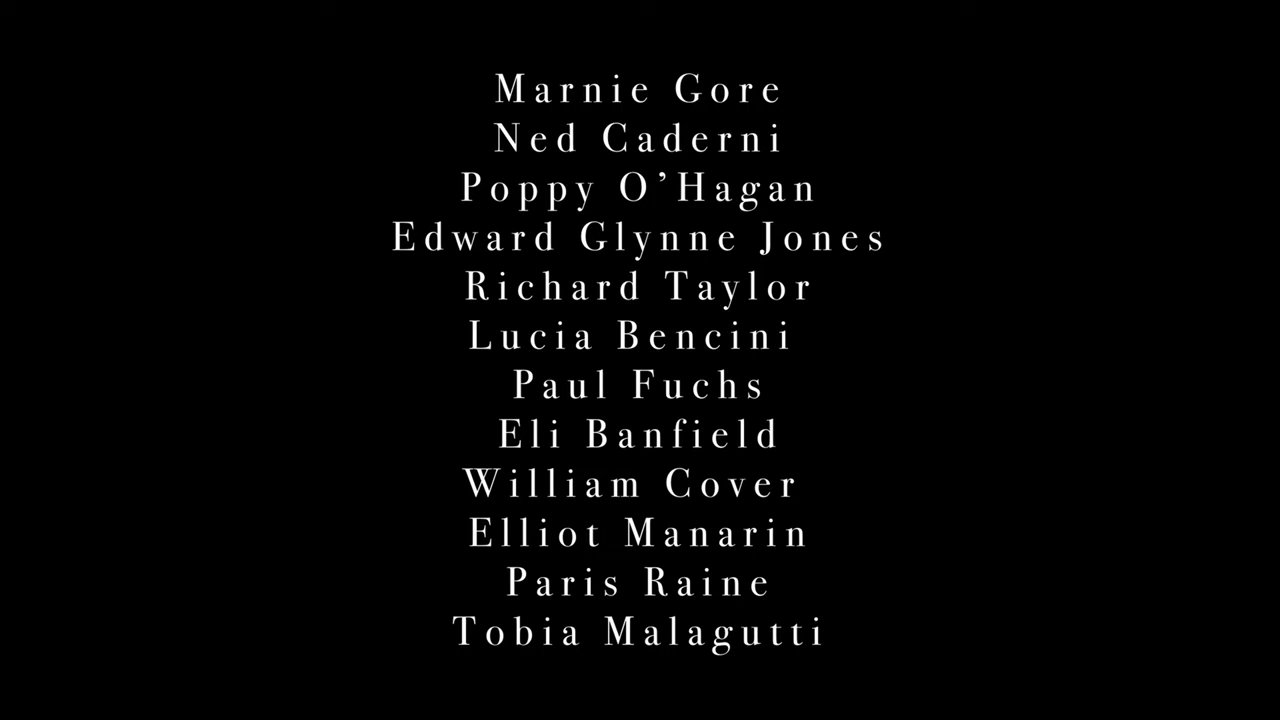 Marnie Gore
Ned Caderni
Poppy O’Hagan
Edward Glynne Jones
Richard Taylor
Lucia Bencini
Paul Fuchs
Eli Banfield
William Cover
Elliot Manarin
Paris Raine
Tobia Malagutti